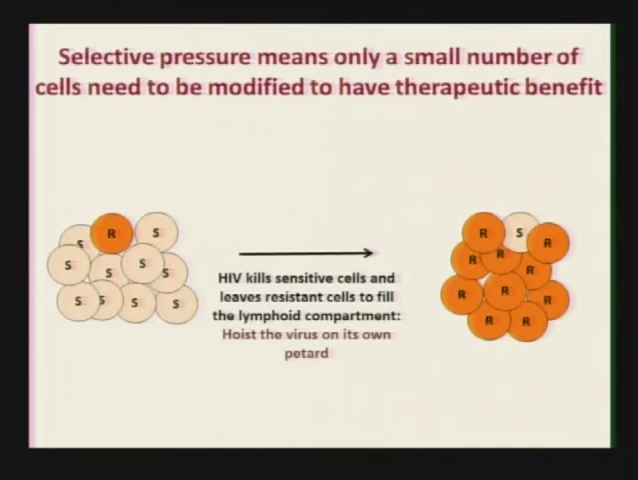 Selective pressure means only a small number of
cells need to be modified to have therapeutic benefit
R
S
S
S
S
S
S
S
S
S
S
HIV kills sensitive cells and
leaves resistant cells to fill
the lymphoid compartment:
Hoist the virus on its own
petard
R
S
R
R
R
R
R
R
R
R
R